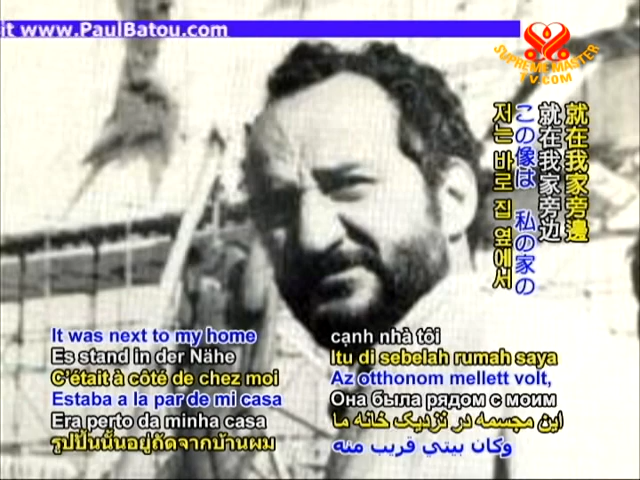 it www.PaulBatou.com
SUPREME MASTER
TV.COM
就在我家旁邊
就在我家旁边
この像は 私の家の
저는 바로 집 옆에서
It was next to my home
Es stand in der Nähe
C'était à côté de chez moi
Estaba a la par de mi casa
Era perto da minha casa
รูปปั้นนั้นอยู่ถัดจากบ้านผม
cạnh nhà tôi
Itu di sebelah rumah saya
Az otthonom mellett volt,
Она была рядом с моим
این مجسمه در نزدیک خانه ما
وكان بيتي قريب منه